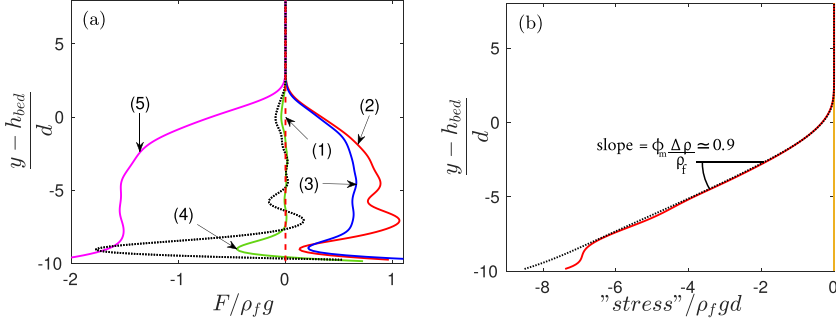 (a)
5
0
-5
-10
y − h_bed
d
(5)
(2)
(1)
(3)
(4)
-2
-1
0
1
F/ρ_f g
(b)
5
0
-5
-10
y − h_bed
d
slope = ϕ_m Δρ/ρ_f ≃ 0.9
-8
-6
-4
-2
0
"stress"/ρ_f gd